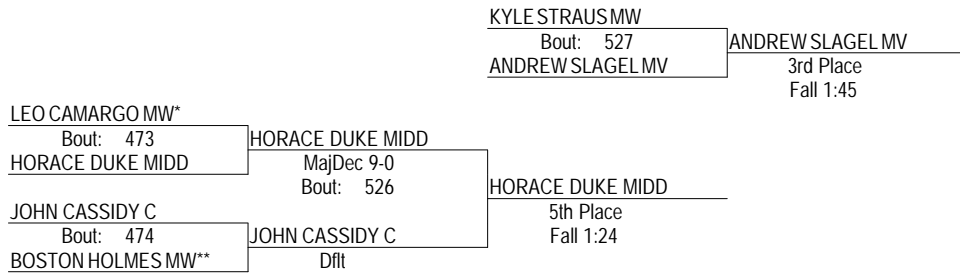 KYLE STRAUS MW
Bout: 527
ANDREW SLAGEL MV
ANDREW SLAGEL MV
3rd Place
Fall 1:45
LEO CAMARGO MW*
Bout: 473
HORACE DUKE MIDD
HORACE DUKE MIDD
MajDec 9-0
Bout: 526
JOHN CASSIDY C
Bout: 474
BOSTON HOLMES MW**
JOHN CASSIDY C
Dflt
HORACE DUKE MIDD
5th Place
Fall 1:24